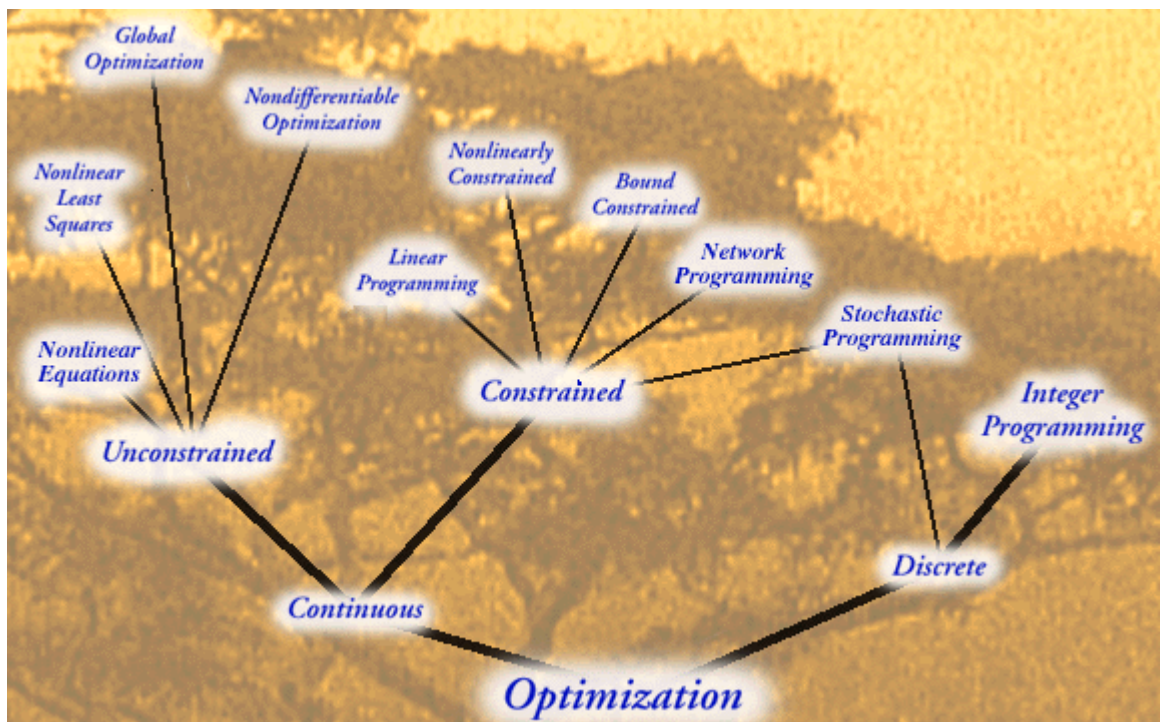 Global
Optimization
Nondifferentiable
Optimization
Nonlinear
Least
Squares
Nonlinearly
Constrained
Bound
Constrained
Linear
Programming
Network
Programming
Stochastic
Programming
Nonlinear
Equations
Constrained
Integer
Programming
Unconstrained
Discrete
Continuous
Optimization